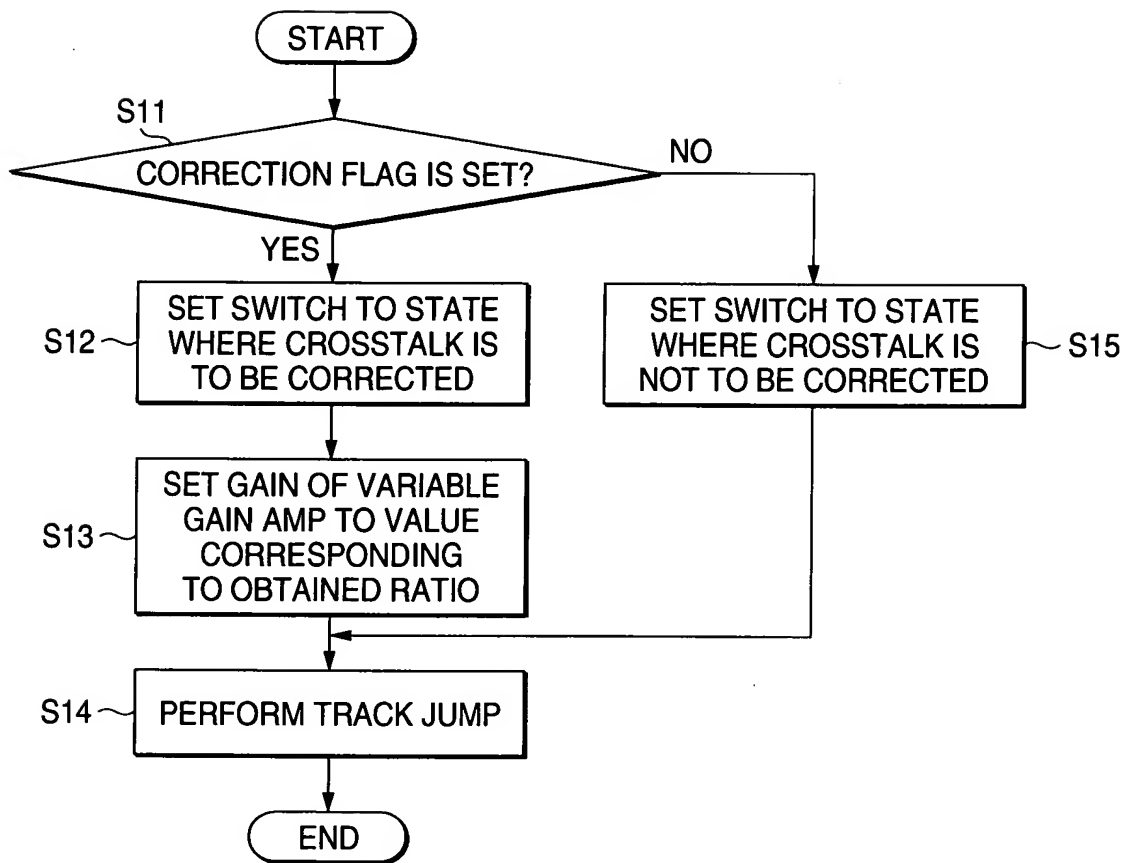 START
S11
CORRECTION FLAG IS SET?
NO
YES
S12
SET SWITCH TO STATE
WHERE CROSSTALK IS
TO BE CORRECTED
SET SWITCH TO STATE
WHERE CROSSTALK IS
NOT TO BE CORRECTED
S15
S13
SET GAIN OF VARIABLE
GAIN AMP TO VALUE
CORRESPONDING
TO OBTAINED RATIO
S14
PERFORM TRACK JUMP
END